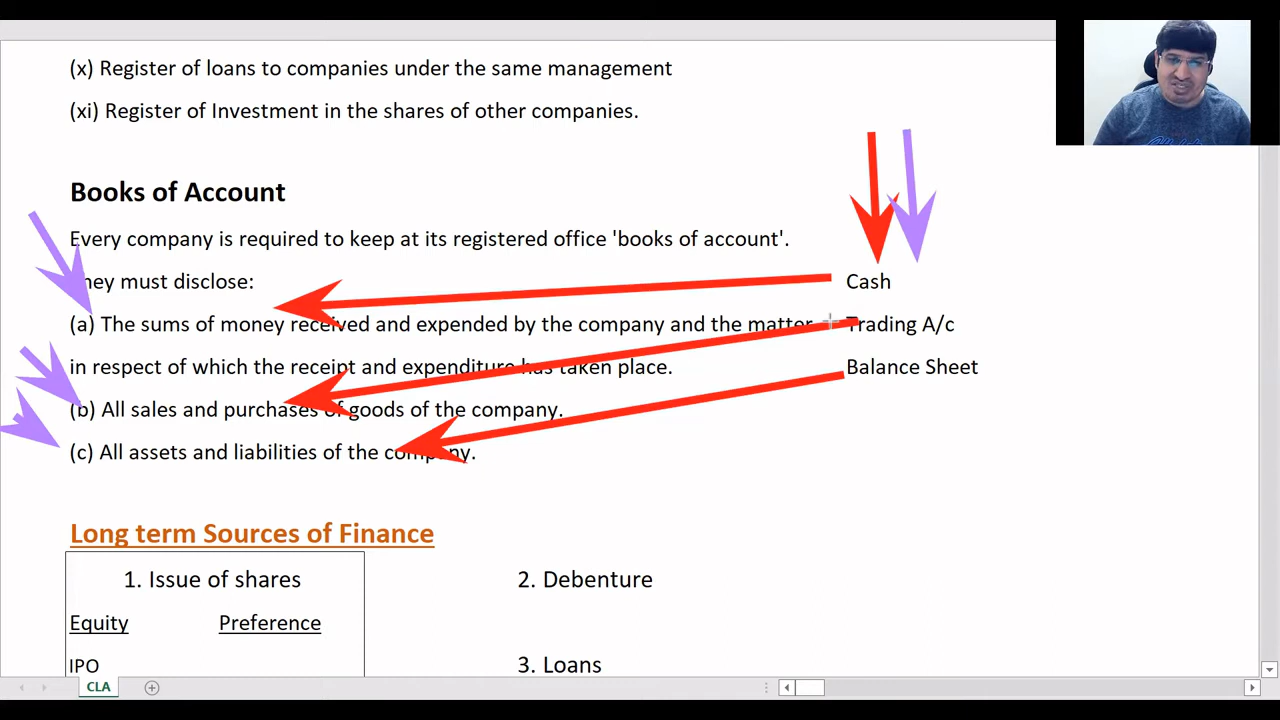 (x) Register of loans to companies under the same management
(xi) Register of Investment in the shares of other companies.
Books of Account
Every company is required to keep at its registered office 'books of account'.
hey must disclose:
Cash
(a) The sums of money received and expended by the company and the matter
Trading A/c
in respect of which the receipt and expenditure has taken place.
Balance Sheet
(b) All sales and purchases of goods of the company.
(c) All assets and liabilities of the company.
Long term Sources of Finance
1. Issue of shares
2. Debenture
Equity
Preference
IPO
3. Loans
CLA